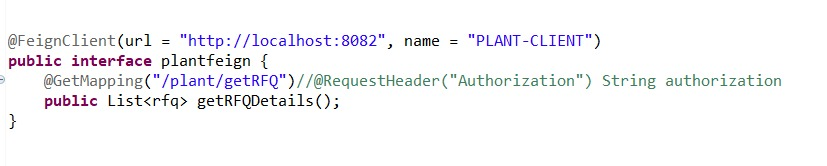 @FeignClient(url = "http://localhost:8082", name = "PLANT-CLIENT")
public interface plantfeign {
    @GetMapping("/plant/getRFQ")//@RequestHeader("Authorization") String authorization
    public List<rfq> getRFQDetails();
}